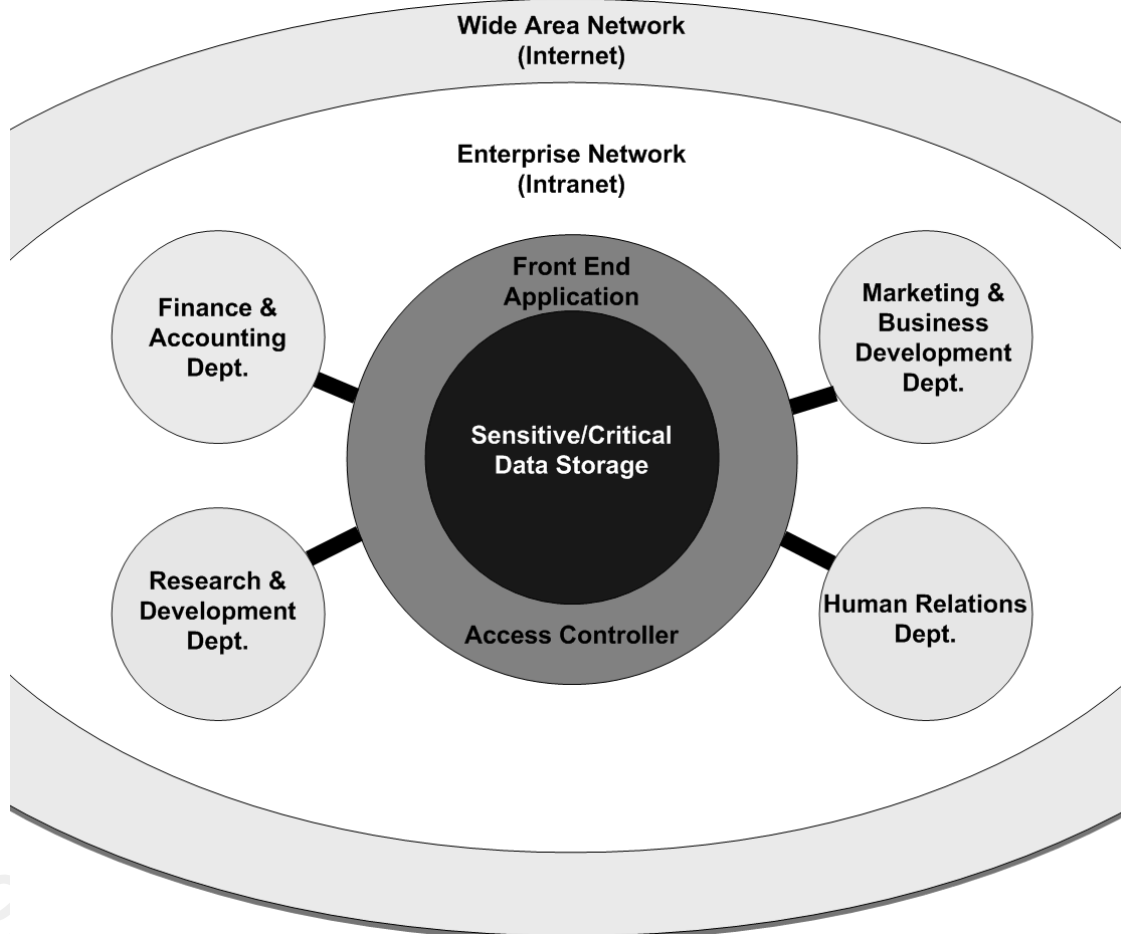 Wide Area Network
(Internet)
Enterprise Network
(Intranet)
Front End
Application
Finance &
Accounting
Dept.
Marketing &
Business
Development
Dept.
Sensitive/Critical
Data Storage
Research &
Development
Dept.
Human Relations
Dept.
Access Controller